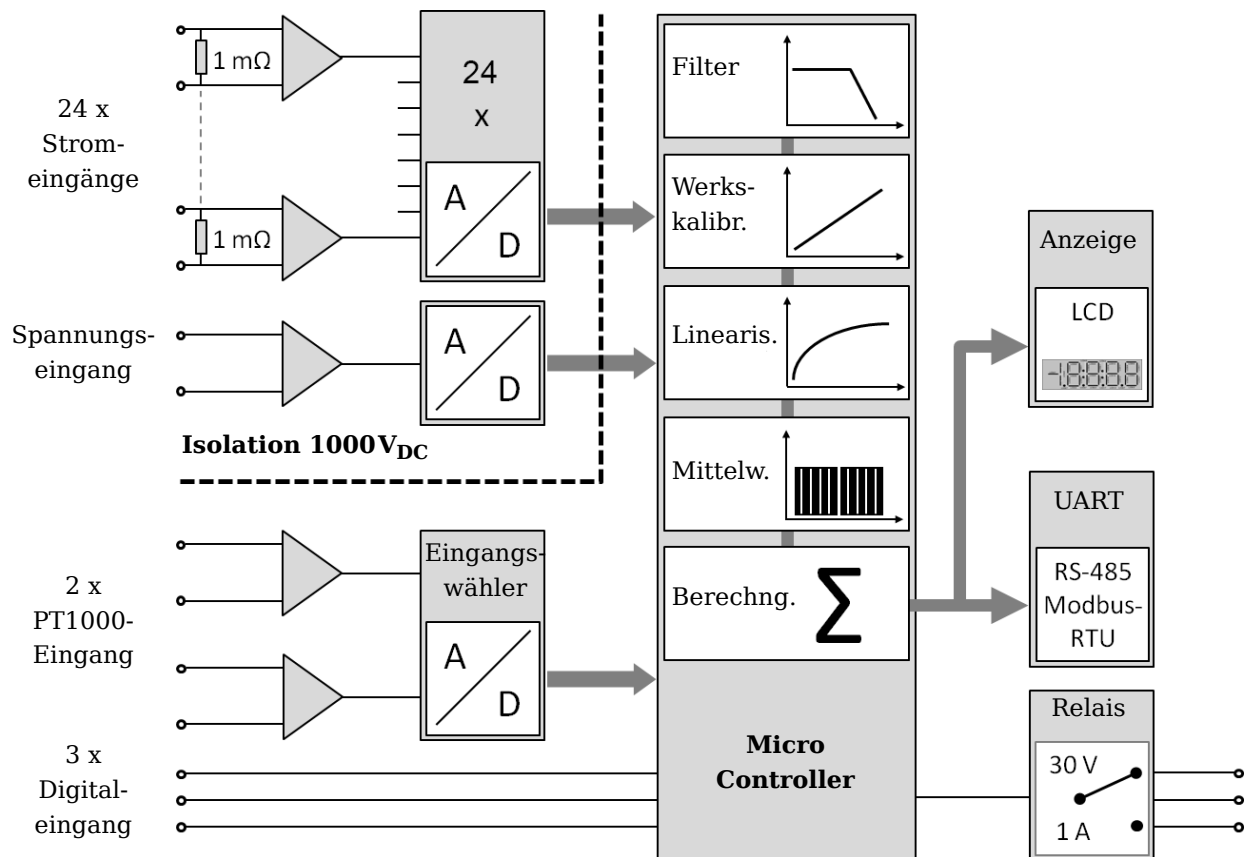 24 x
Strom-
eingänge
1 mΩ
1 mΩ
24
x
A
D
Spannungs-
eingang
A
D
Isolation 1000VDC
2 x
PT1000-
Eingang
Eingangs-
wähler
A
D
3 x
Digital-
eingang
Filter
Werks-
kalibr.
Linearis.
Mittelw.
Berechng.
Σ
Micro
Controller
Anzeige
LCD
-1.8:8.8.8
UART
RS-485
Modbus-
RTU
Relais
30 V
1 A